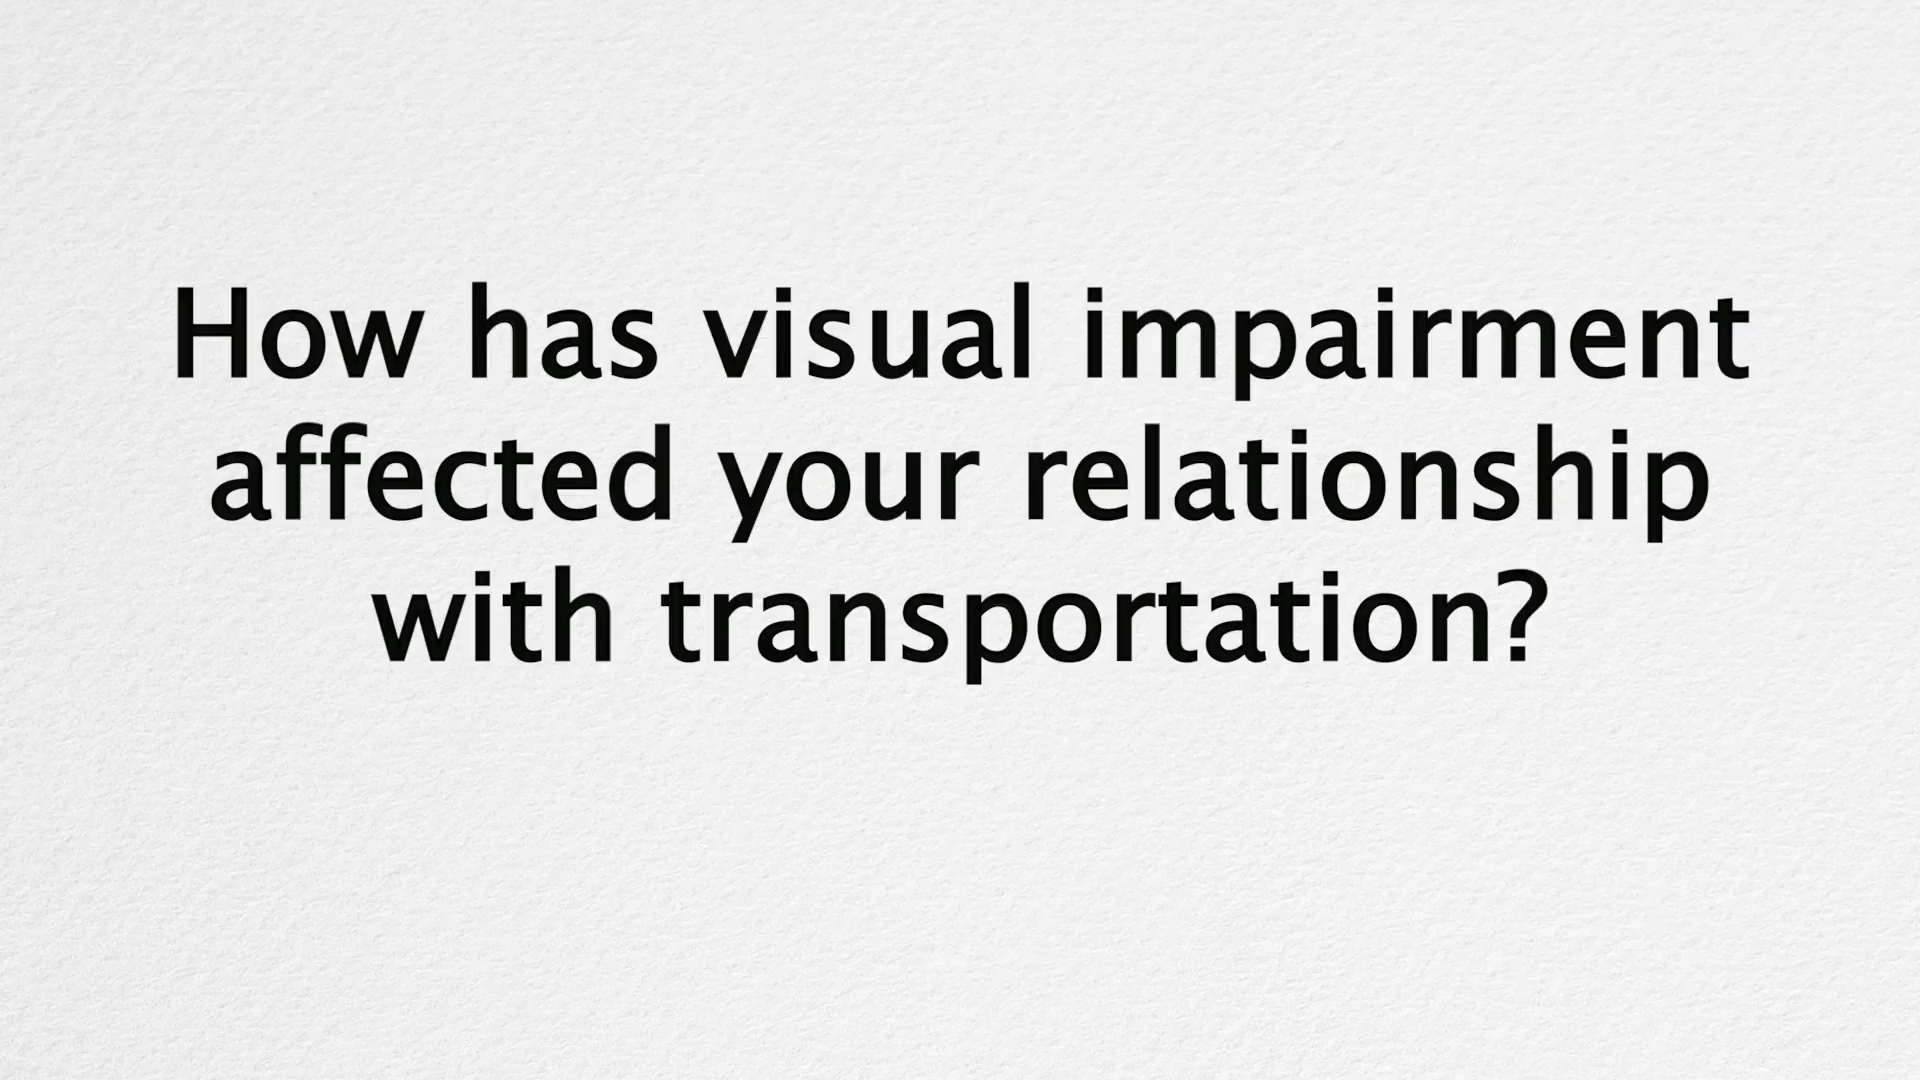 How has visual impairment
affected your relationship
with transportation?